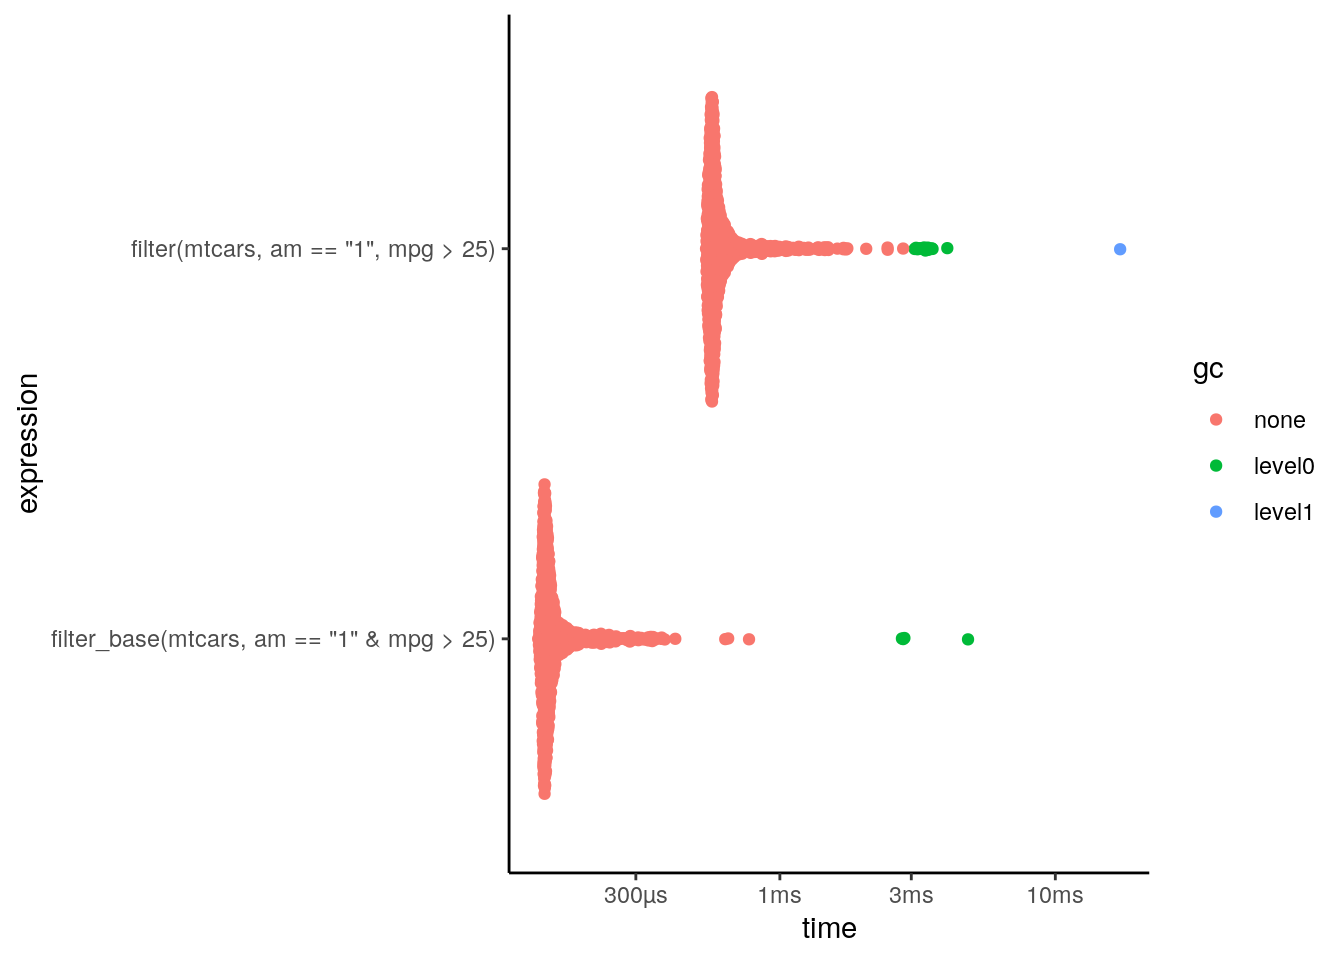 filter(mtcars, am == "1", mpg > 25)
filter_base(mtcars, am == "1" & mpg > 25)
expression
300µs
1ms
3ms
10ms
time
gc
none
level0
level1